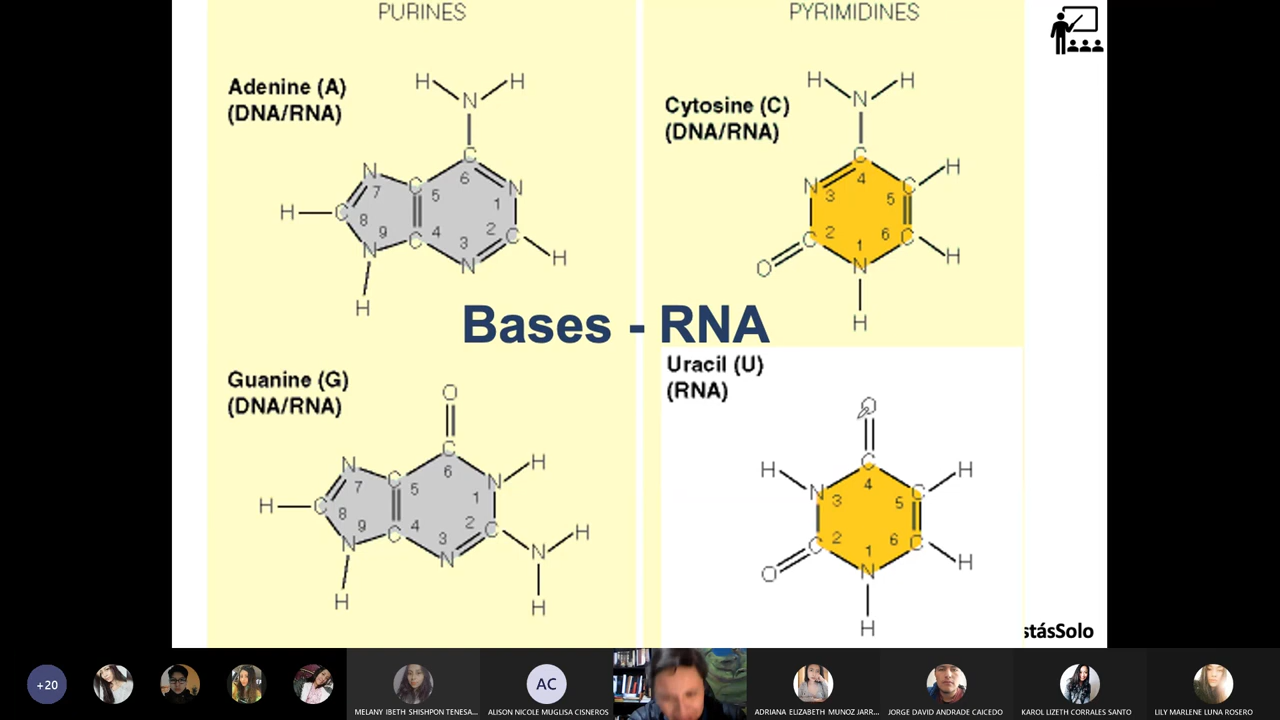 PURINES
PYRIMIDINES
Adenine (A)
(DNA/RNA)
H H
N
C
6
N
7
C
5
N
1
H
C
8
9
4
3
2
C
N
C
N
H
H
Cytosine (C)
(DNA/RNA)
H H
N
C
4
H
N
3
5
C
2
6
C
1
C
O
N
H
H
Bases - RNA
Guanine (G)
(DNA/RNA)
O
C
6
H
N
7
C
5
N
1
H
C
8
9
4
3
2
C
N
C
N
N
H
H
H
Uracil (U)
(RNA)
O
C
4
H
H
N
3
5
C
2
6
C
1
C
O
N
H
H
stásSolo
+20
MELANY IBETH SHISHPON TENESA...
AC
ALISON NICOLE MUGLISA CISNEROS
ADRIANA ELIZABETH MUNOZ JARR...
JORGE DAVID ANDRADE CAICEDO
KAROL LIZETH CORRALES SANTO
LILY MARLENE LUNA ROSERO